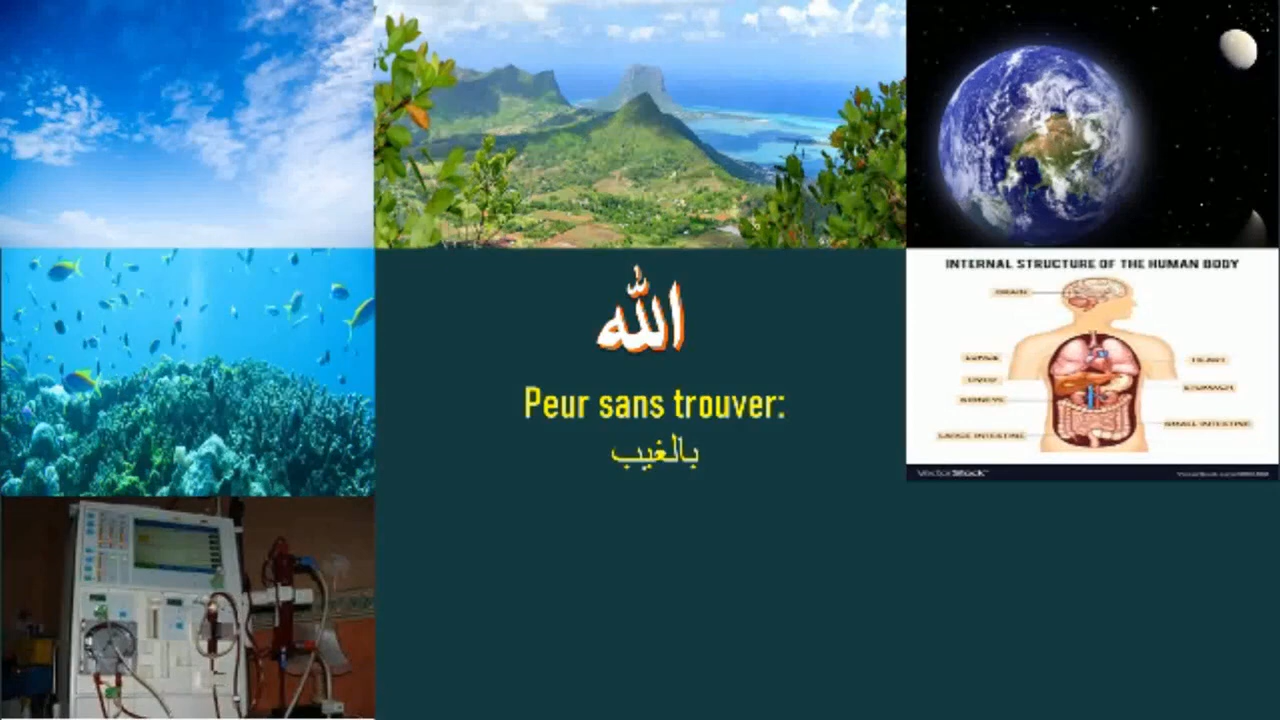 الله
Peur sans trouver:
بالغيب
INTERNAL STRUCTURE OF THE HUMAN BODY
BRAIN
LUNGS
HEART
LIVER
STOMACH
KIDNEYS
SMALL INTESTINE
LARGE INTESTINE
VectorStock